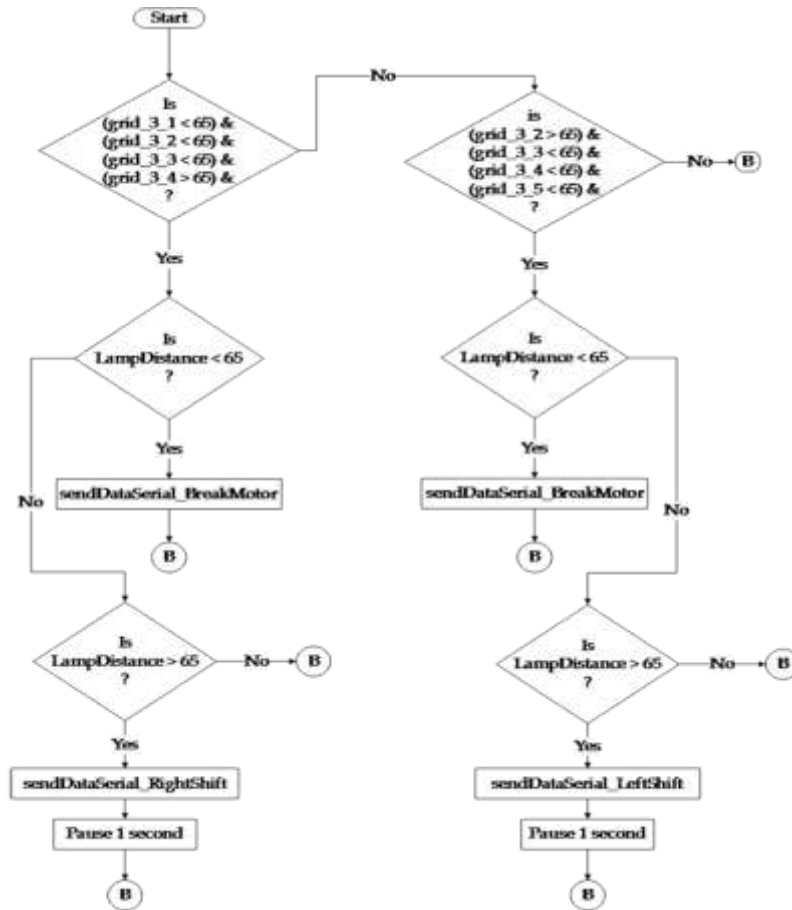 Start
Is
(grid_3_1 < 65) &
(grid_3_2 < 65) &
(grid_3_3 < 65) &
(grid_3_4 > 65) &
?
No
is
(grid_3_2 > 65) &
(grid_3_3 < 65) &
(grid_3_4 < 65) &
(grid_3_5 < 65) &
?
No
B
Yes
Is
LampDistance < 65
?
Yes
sendDataSerial_BreakMotor
B
No
Is
LampDistance > 65
?
No
B
Yes
sendDataSerial_RightShift
Pause 1 second
B
Yes
Is
LampDistance < 65
?
Yes
sendDataSerial_BreakMotor
B
No
Is
LampDistance > 65
?
No
B
Yes
sendDataSerial_LeftShift
Pause 1 second
B